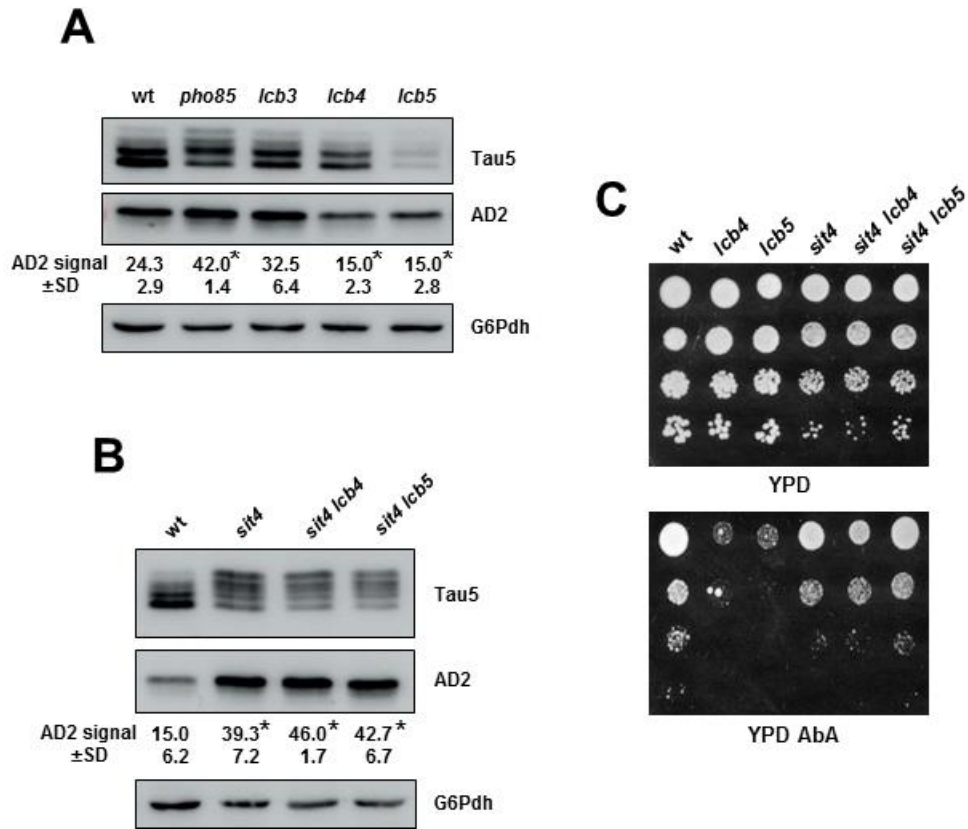 A
wt pho85 lcb3 lcb4 lcb5
Tau5
AD2
AD2 signal 24.3 42.0* 32.5 15.0* 15.0*
±SD 2.9 1.4 6.4 2.3 2.8
G6Pdh
B
wt sit4 sit4 lcb4 sit4 lcb5
Tau5
AD2
AD2 signal 15.0 39.3* 46.0* 42.7*
±SD 6.2 7.2 1.7 6.7
G6Pdh
C
wt lcb4 lcb5 sit4 sit4 lcb4 sit4 lcb5
YPD
YPD AbA